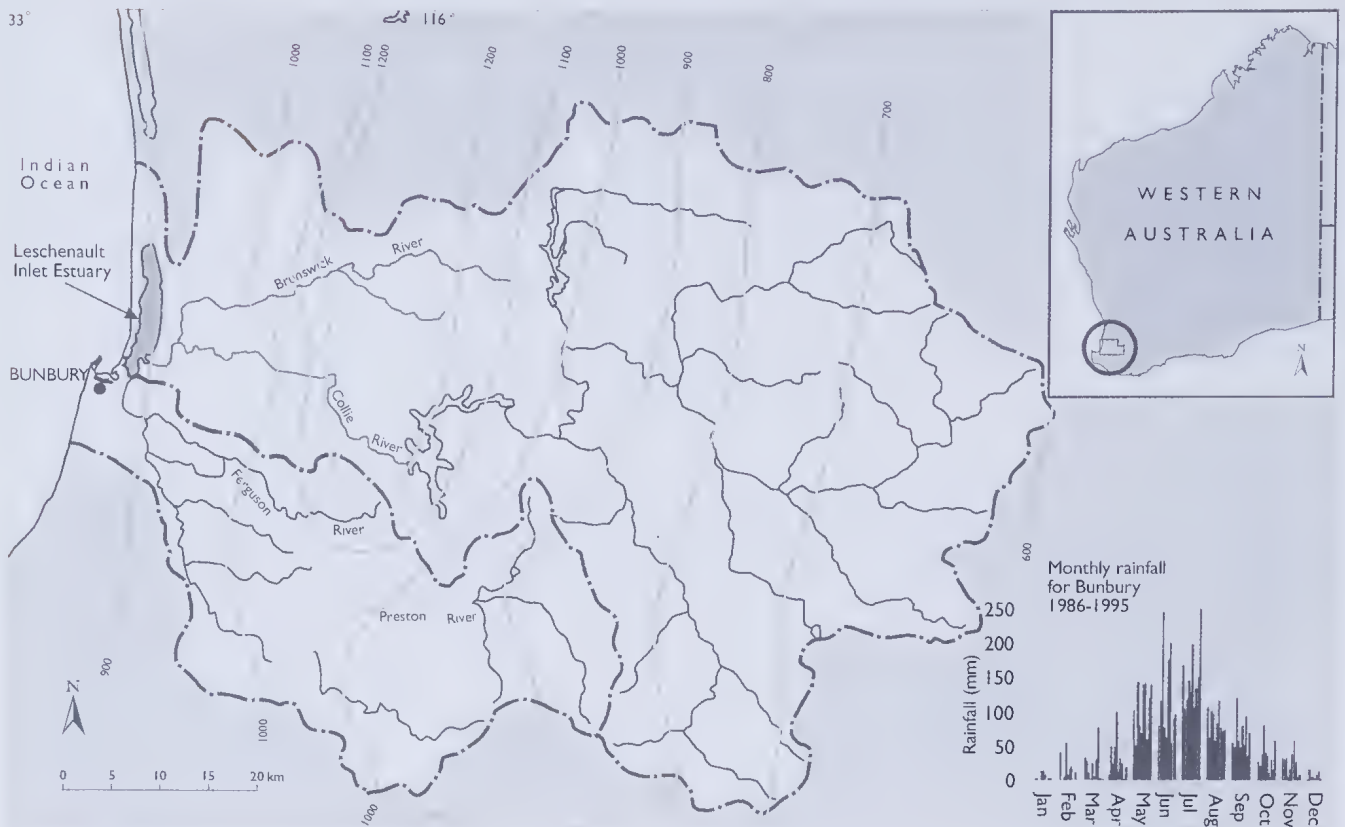 33°
116°
1000
1100
1200
1200
1100
1000
900
800
700
Indian
Ocean
Leschenault
Inlet Estuary
BUNBURY
Brunswick River
Collie River
Ferguson River
Preston River
600
900
1000
1000
N
0 5 10 15 20 km
WESTERN
AUSTRALIA
N
Monthly rainfall
for Bunbury
1986-1995
Rainfall (mm)
250
200
150
100
50
0
Jan
Feb
Mar
Apr
May
Jun
Jul
Aug
Sep
Oct
Nov
Dec